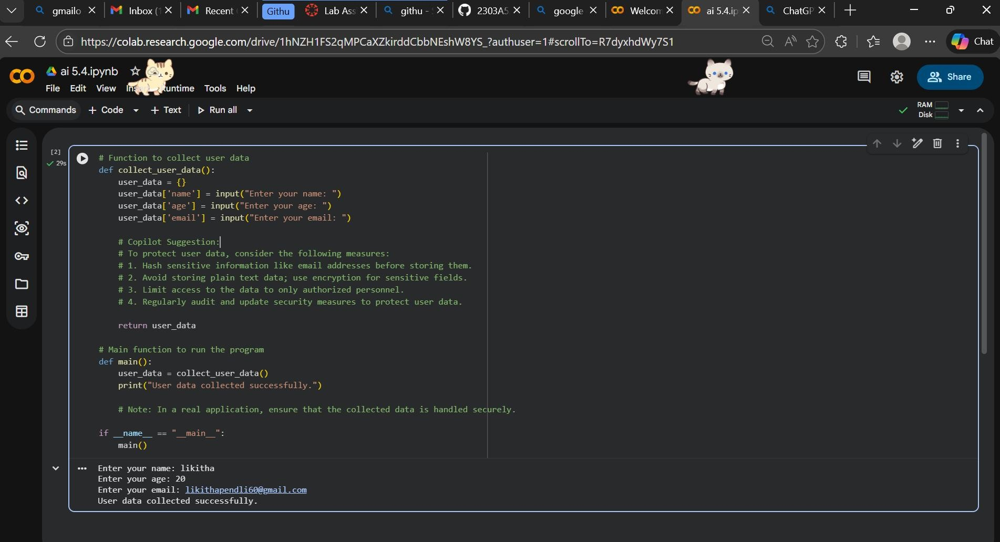 gmailo
Inbox (1
Recent
Githu
Lab Ass
githu - S
2303A5
google
Welcom
ai 5.4.ip
ChatGP
https://colab.research.google.com/drive/1hNZH1FS2qMPCaXZkirddCbbNEshW8YS_?authuser=1#scrollTo=R7dyxhdWy7S1
Chat
ai 5.4.ipynb
File Edit View Runtime Tools Help
Share
Commands + Code + Text Run all
RAM
Disk
[2]
29s
# Function to collect user data
def collect_user_data():
    user_data = {}
    user_data['name'] = input("Enter your name: ")
    user_data['age'] = input("Enter your age: ")
    user_data['email'] = input("Enter your email: ")
    # Copilot Suggestion:
    # To protect user data, consider the following measures:
    # 1. Hash sensitive information like email addresses before storing them.
    # 2. Avoid storing plain text data; use encryption for sensitive fields.
    # 3. Limit access to the data to only authorized personnel.
    # 4. Regularly audit and update security measures to protect user data.
    return user_data
# Main function to run the program
def main():
    user_data = collect_user_data()
    print("User data collected successfully.")
    # Note: In a real application, ensure that the collected data is handled securely.
if __name__ == "__main__":
    main()
Enter your name: likitha
Enter your age: 20
Enter your email: likithapendli60@gmail.com
User data collected successfully.